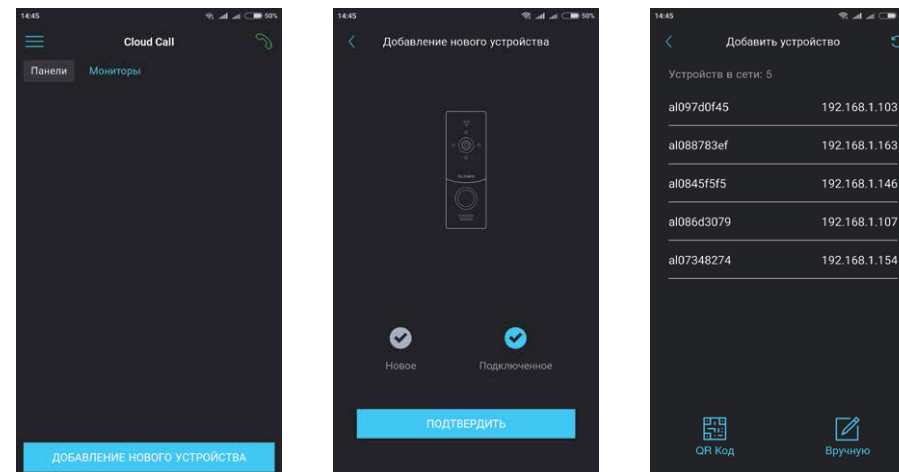 14:45
50%
Cloud Call
Панели Мониторы
ДОБАВЛЕНИЕ НОВОГО УСТРОЙСТВА
14:45
50%
Добавление нового устройства
Новое Подключенное
ПОДТВЕРДИТЬ
14:45
Добавить устройство
Устройств в сети: 5
al097d0f45 192.168.1.103
al088783ef 192.168.1.163
al0845f5f5 192.168.1.146
al086d3079 192.168.1.107
al07348274 192.168.1.154
QR Код Вручную